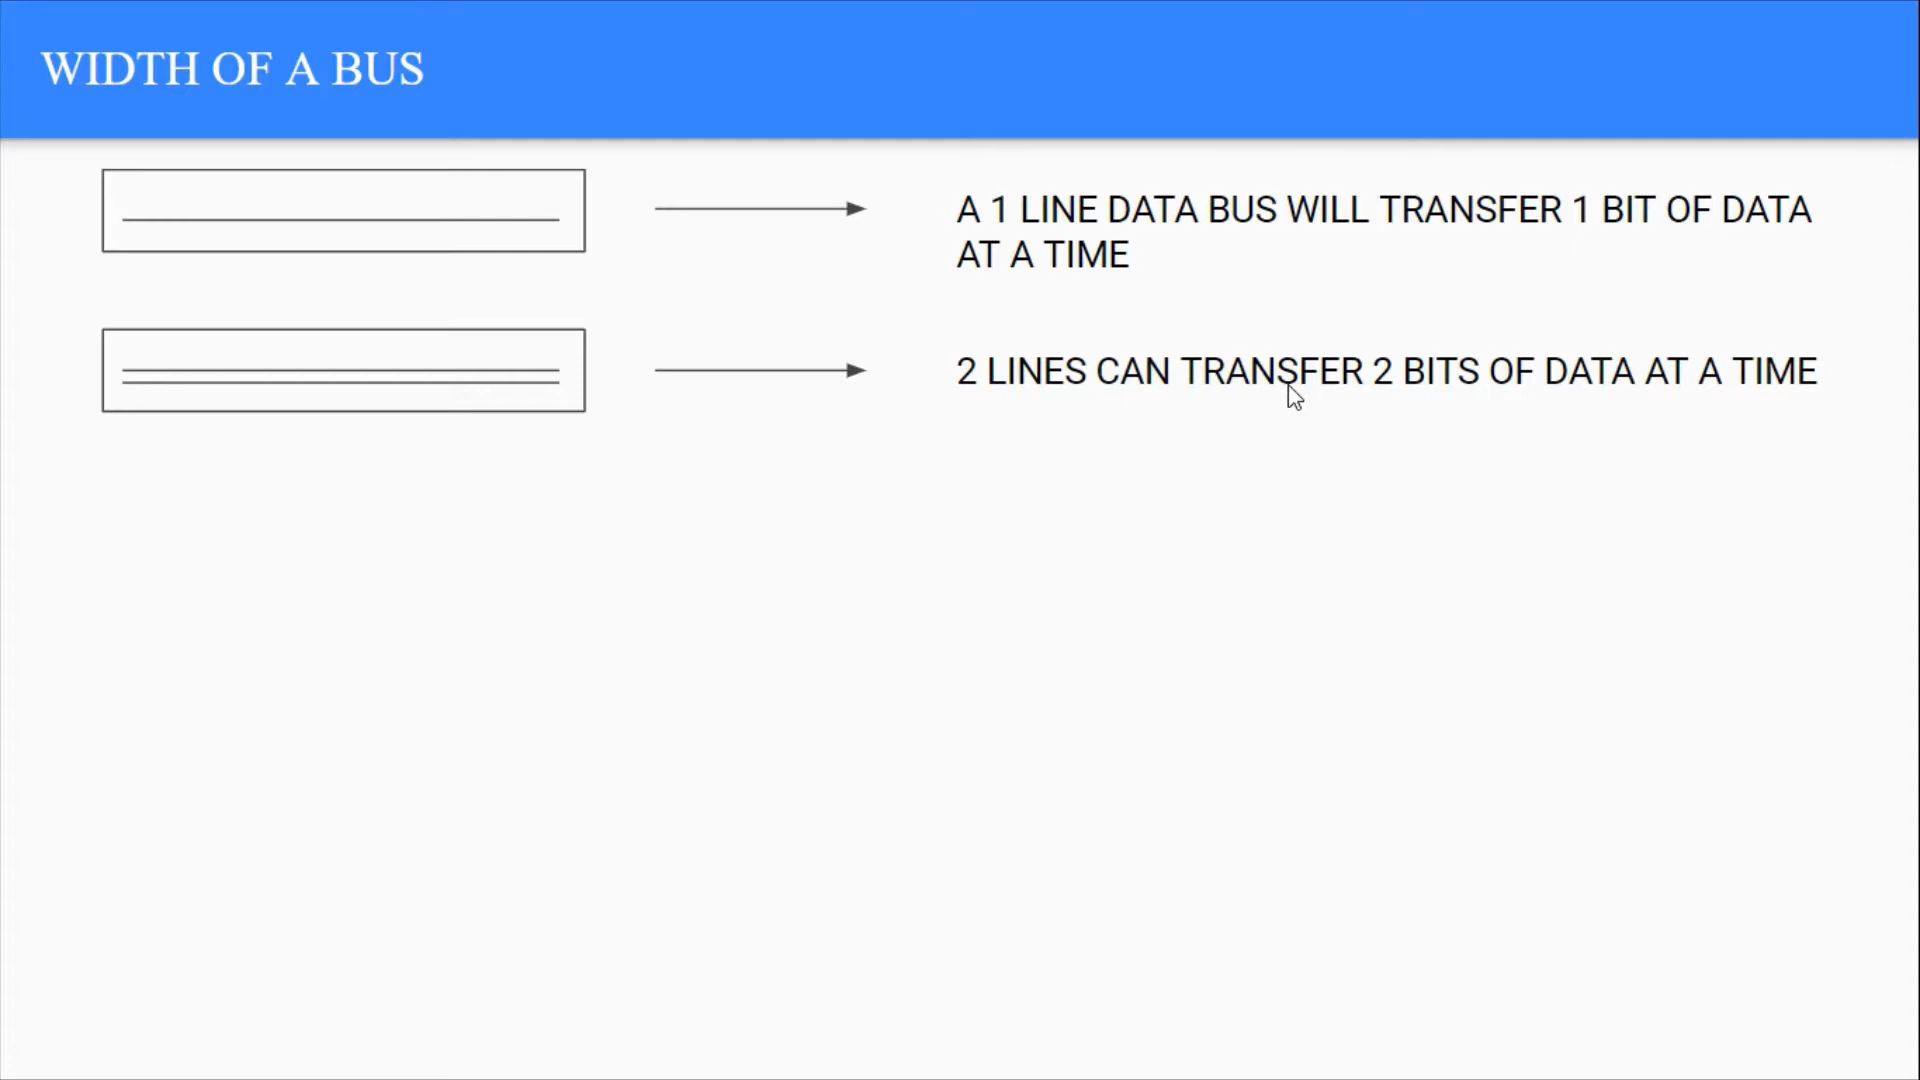 WIDTH OF A BUS
A 1 LINE DATA BUS WILL TRANSFER 1 BIT OF DATA
AT A TIME
2 LINES CAN TRANSFER 2 BITS OF DATA AT A TIME